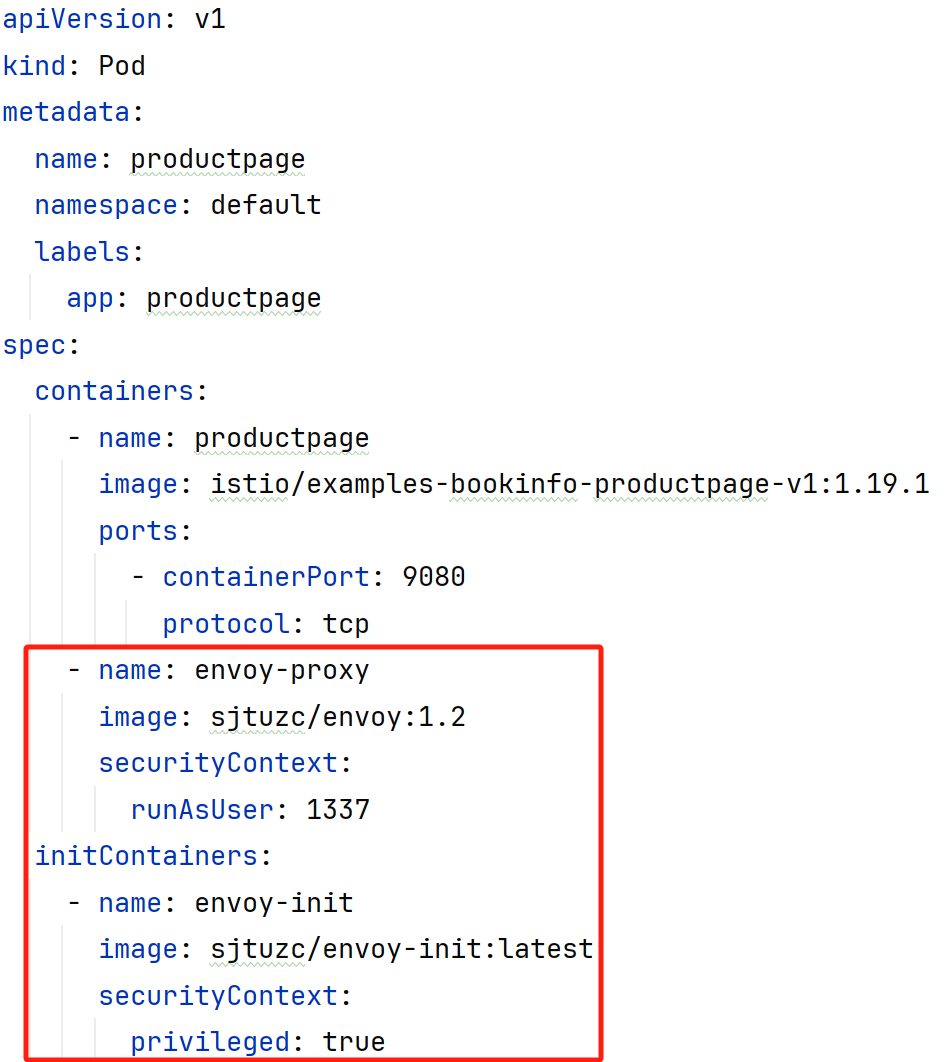 apiVersion: v1
kind: Pod
metadata:
  name: productpage
  namespace: default
  labels:
    app: productpage
spec:
  containers:
    - name: productpage
      image: istio/examples-bookinfo-productpage-v1:1.19.1
      ports:
        - containerPort: 9080
          protocol: tcp
    - name: envoy-proxy
      image: sjtuzc/envoy:1.2
      securityContext:
        runAsUser: 1337
  initContainers:
    - name: envoy-init
      image: sjtuzc/envoy-init:latest
      securityContext:
        privileged: true